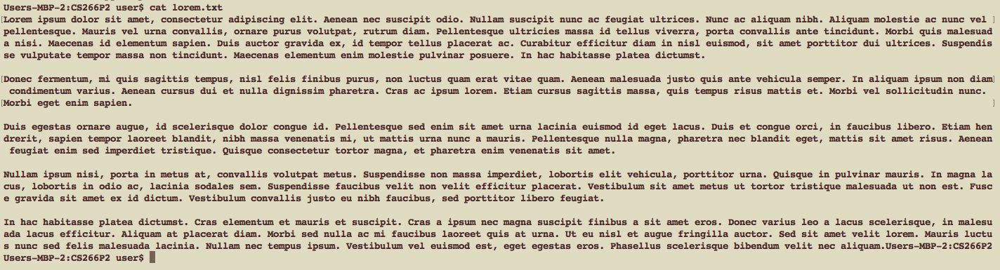 Users-MBP-2:CS266P2 user$ cat lorem.txt
[Lorem ipsum dolor sit amet, consectetur adipiscing elit. Aenean nec suscipit odio. Nullam suscipit nunc ac feugiat ultrices. Nunc ac aliquam nibh. Aliquam molestie ac nunc vel ]
pellentesque. Mauris vel urna convallis, ornare purus volutpat, rutrum diam. Pellentesque ultricies massa id tellus viverra, porta convallis ante tincidunt. Morbi quis malesuad
a nisi. Maecenas id elementum sapien. Duis auctor gravida ex, id tempor tellus placerat ac. Curabitur efficitur diam in nisl euismod, sit amet porttitor dui ultrices. Suspendis
se vulputate tempor massa non tincidunt. Maecenas elementum enim molestie pulvinar posuere. In hac habitasse platea dictumst.

[Donec fermentum, mi quis sagittis tempus, nisl felis finibus purus, non luctus quam erat vitae quam. Aenean malesuada justo quis ante vehicula semper. In aliquam ipsum non diam]
 condimentum varius. Aenean cursus dui et nulla dignissim pharetra. Cras ac ipsum lorem. Etiam cursus sagittis massa, quis tempus risus mattis et. Morbi vel sollicitudin nunc.
[Morbi eget enim sapien. ]

Duis egestas ornare augue, id scelerisque dolor congue id. Pellentesque sed enim sit amet urna lacinia euismod id eget lacus. Duis et congue orci, in faucibus libero. Etiam hen
drerit, sapien tempor laoreet blandit, nibh massa venenatis mi, ut mattis urna nunc a mauris. Pellentesque nulla magna, pharetra nec blandit eget, mattis sit amet risus. Aenean
 feugiat enim sed imperdiet tristique. Quisque consectetur tortor magna, et pharetra enim venenatis sit amet.

Nullam ipsum nisi, porta in metus at, convallis volutpat metus. Suspendisse non massa imperdiet, lobortis elit vehicula, porttitor urna. Quisque in pulvinar mauris. In magna la
cus, lobortis in odio ac, lacinia sodales sem. Suspendisse faucibus velit non velit efficitur placerat. Vestibulum sit amet metus ut tortor tristique malesuada ut non est. Fusc
e gravida sit amet ex id dictum. Vestibulum convallis justo eu nibh faucibus, sed porttitor libero feugiat.

In hac habitasse platea dictumst. Cras elementum et mauris et suscipit. Cras a ipsum nec magna suscipit finibus a sit amet eros. Donec varius leo a lacus scelerisque, in malesu
ada lacus efficitur. Aliquam at placerat diam. Morbi sed nulla ac mi faucibus laoreet quis at urna. Ut eu nisl et augue fringilla auctor. Sed sit amet velit lorem. Mauris luctu
s nunc sed felis malesuada lacinia. Nullam nec tempus ipsum. Vestibulum vel euismod est, eget egestas eros. Phasellus scelerisque bibendum velit nec aliquam.Users-MBP-2:CS266P2
Users-MBP-2:CS266P2 user$